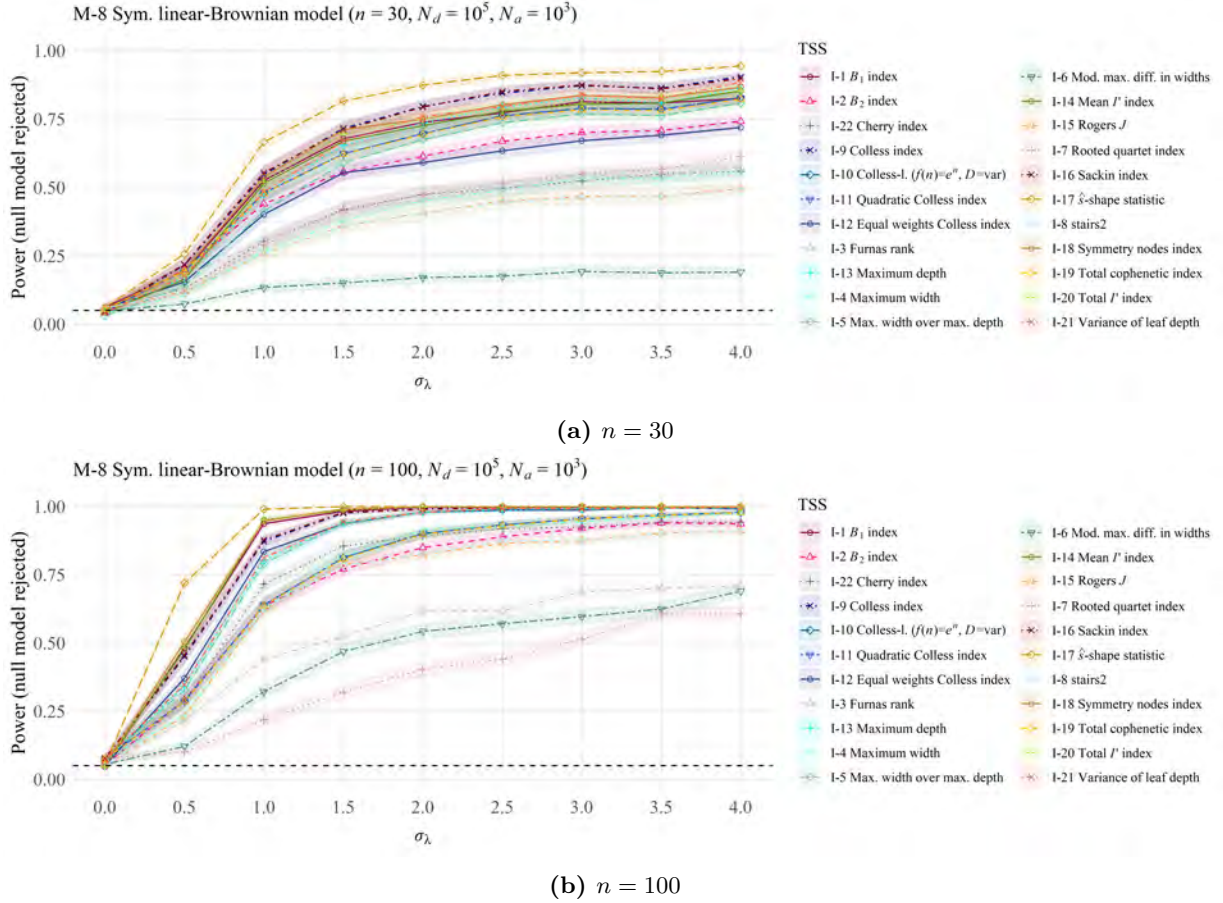 M-8 Sym. linear-Brownian model (n = 30, N_d = 10^5, N_a = 10^3)
Power (null model rejected)
1.00
0.75
0.50
0.25
0.00
0.0 0.5 1.0 1.5 2.0 2.5 3.0 3.5 4.0
σ_λ
TSS
I-1 B_1 index
I-2 B_2 index
I-22 Cherry index
I-9 Colless index
I-10 Colless-l. (f(n)=e^n, D=var)
I-11 Quadratic Colless index
I-12 Equal weights Colless index
I-3 Furnas rank
I-13 Maximum depth
I-4 Maximum width
I-5 Max. width over max. depth
I-6 Mod. max. diff. in widths
I-14 Mean I' index
I-15 Rogers J
I-7 Rooted quartet index
I-16 Sackin index
I-17 ŝ-shape statistic
I-8 stairs2
I-18 Symmetry nodes index
I-19 Total cophenetic index
I-20 Total I' index
I-21 Variance of leaf depth
(a) n = 30
M-8 Sym. linear-Brownian model (n = 100, N_d = 10^5, N_a = 10^3)
Power (null model rejected)
1.00
0.75
0.50
0.25
0.00
0.0 0.5 1.0 1.5 2.0 2.5 3.0 3.5 4.0
σ_λ
TSS
I-1 B_1 index
I-2 B_2 index
I-22 Cherry index
I-9 Colless index
I-10 Colless-l. (f(n)=e^n, D=var)
I-11 Quadratic Colless index
I-12 Equal weights Colless index
I-3 Furnas rank
I-13 Maximum depth
I-4 Maximum width
I-5 Max. width over max. depth
I-6 Mod. max. diff. in widths
I-14 Mean I' index
I-15 Rogers J
I-7 Rooted quartet index
I-16 Sackin index
I-17 ŝ-shape statistic
I-8 stairs2
I-18 Symmetry nodes index
I-19 Total cophenetic index
I-20 Total I' index
I-21 Variance of leaf depth
(b) n = 100